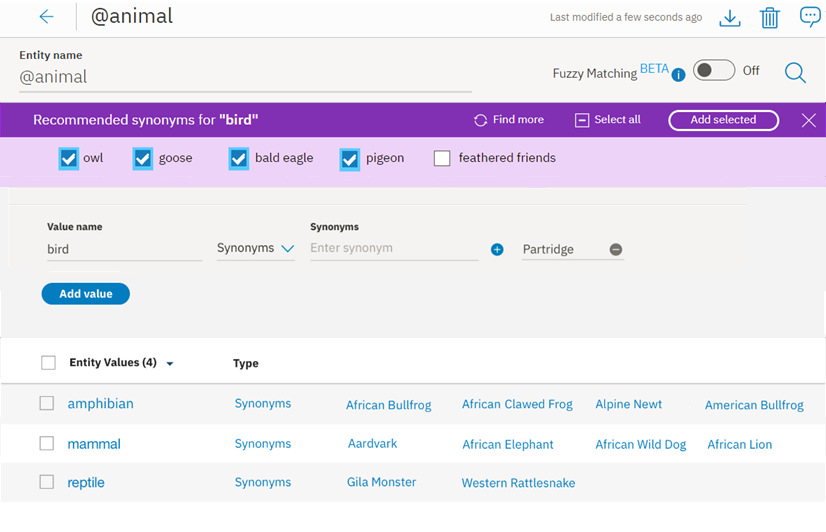 @animal Last modified a few seconds ago
Entity name
@animal Fuzzy Matching BETA i Off
Recommended synonyms for "bird" Find more Select all Add selected
owl goose bald eagle pigeon feathered friends
Value name Synonyms
bird Synonyms Enter synonym Partridge
Add value
Entity Values (4) Type
amphibian Synonyms African Bullfrog African Clawed Frog Alpine Newt American Bullfrog
mammal Synonyms Aardvark African Elephant African Wild Dog African Lion
reptile Synonyms Gila Monster Western Rattlesnake